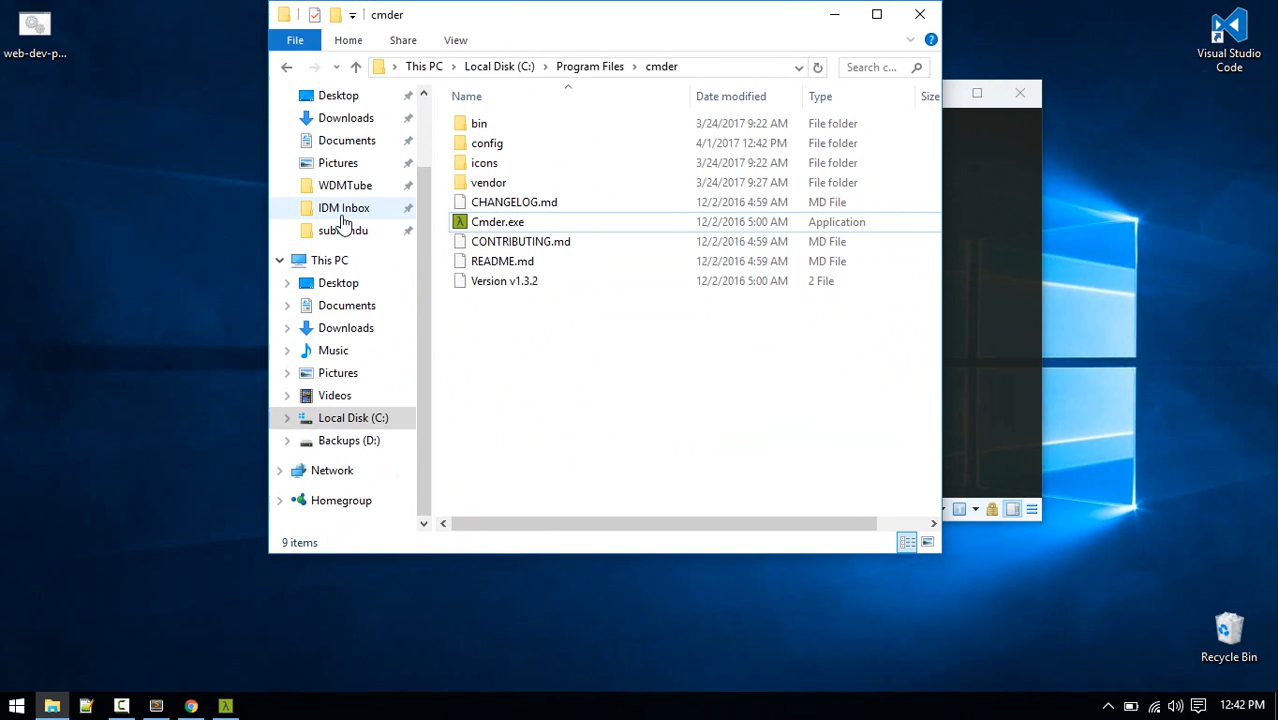 web-dev-p...
cmder
File Home Share View
This PC Local Disk (C:) Program Files cmder Search c...
Visual Studio
Code
Name Date modified Type Size
Desktop
Downloads
Documents
Pictures
WDMTube
IDM Inbox
This PC
Desktop
Documents
Downloads
Music
Pictures
Videos
Local Disk (C:)
Backups (D:)
Network
Homegroup
bin 3/24/2017 9:22 AM File folder
config 4/1/2017 12:42 PM File folder
icons 3/24/2017 9:22 AM File folder
vendor 3/24/2017 9:27 AM File folder
CHANGELOG.md 12/2/2016 4:59 AM MD File
Cmder.exe 12/2/2016 5:00 AM Application
CONTRIBUTING.md 12/2/2016 4:59 AM MD File
README.md 12/2/2016 4:59 AM MD File
Version v1.3.2 12/2/2016 5:00 AM 2 File
9 items
Recycle Bin
12:42 PM